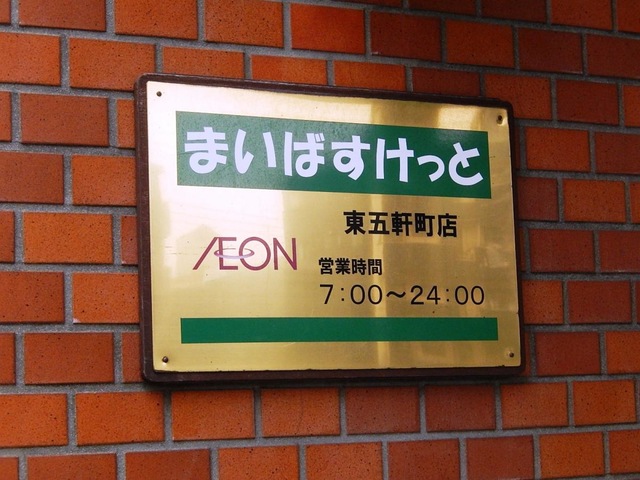 まいばすけっと
東五軒町店
ÆON
営業時間
7:00～24:00